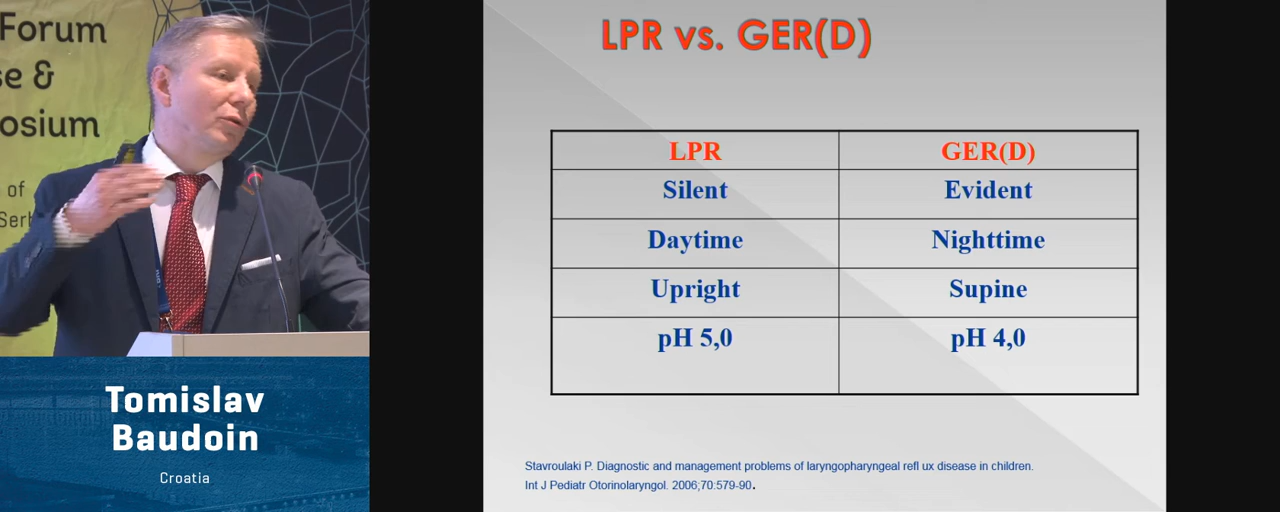 Forum
se &
osium
of
Serb
Tomislav
Baudoin
Croatia
LPR vs. GER(D)
LPR GER(D)
Silent Evident
Daytime Nighttime
Upright Supine
pH 5,0 pH 4,0
Stavroulaki P. Diagnostic and management problems of laryngopharyngeal refl ux disease in children.
Int J Pediatr Otorinolaryngol. 2006;70:579-90.